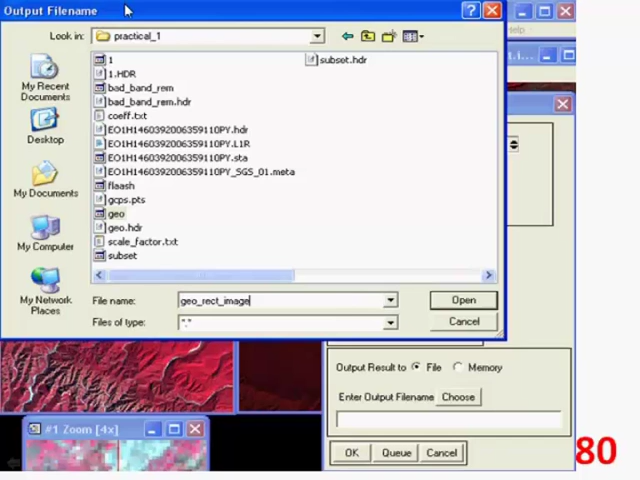 Output Filename
Help
Look in: practical_1
1
subset.hdr
1.HDR
bad_band_rem
bad_band_rem.hdr
coeff.txt
EO1H1460392006359110PY.hdr
EO1H1460392006359110PY.L1R
EO1H1460392006359110PY.sta
EO1H1460392006359110PY_SGS_01.meta
flaash
gcps.pts
geo
geo.hdr
scale_factor.txt
subset
My Recent
Documents
Desktop
My Documents
My Computer
My Network
Places
File name: geo_rect_image Open
Files of type: *.* Cancel
Output Result to File Memory
Enter Output Filename Choose
#1 Zoom [4x]
OK Queue Cancel
80